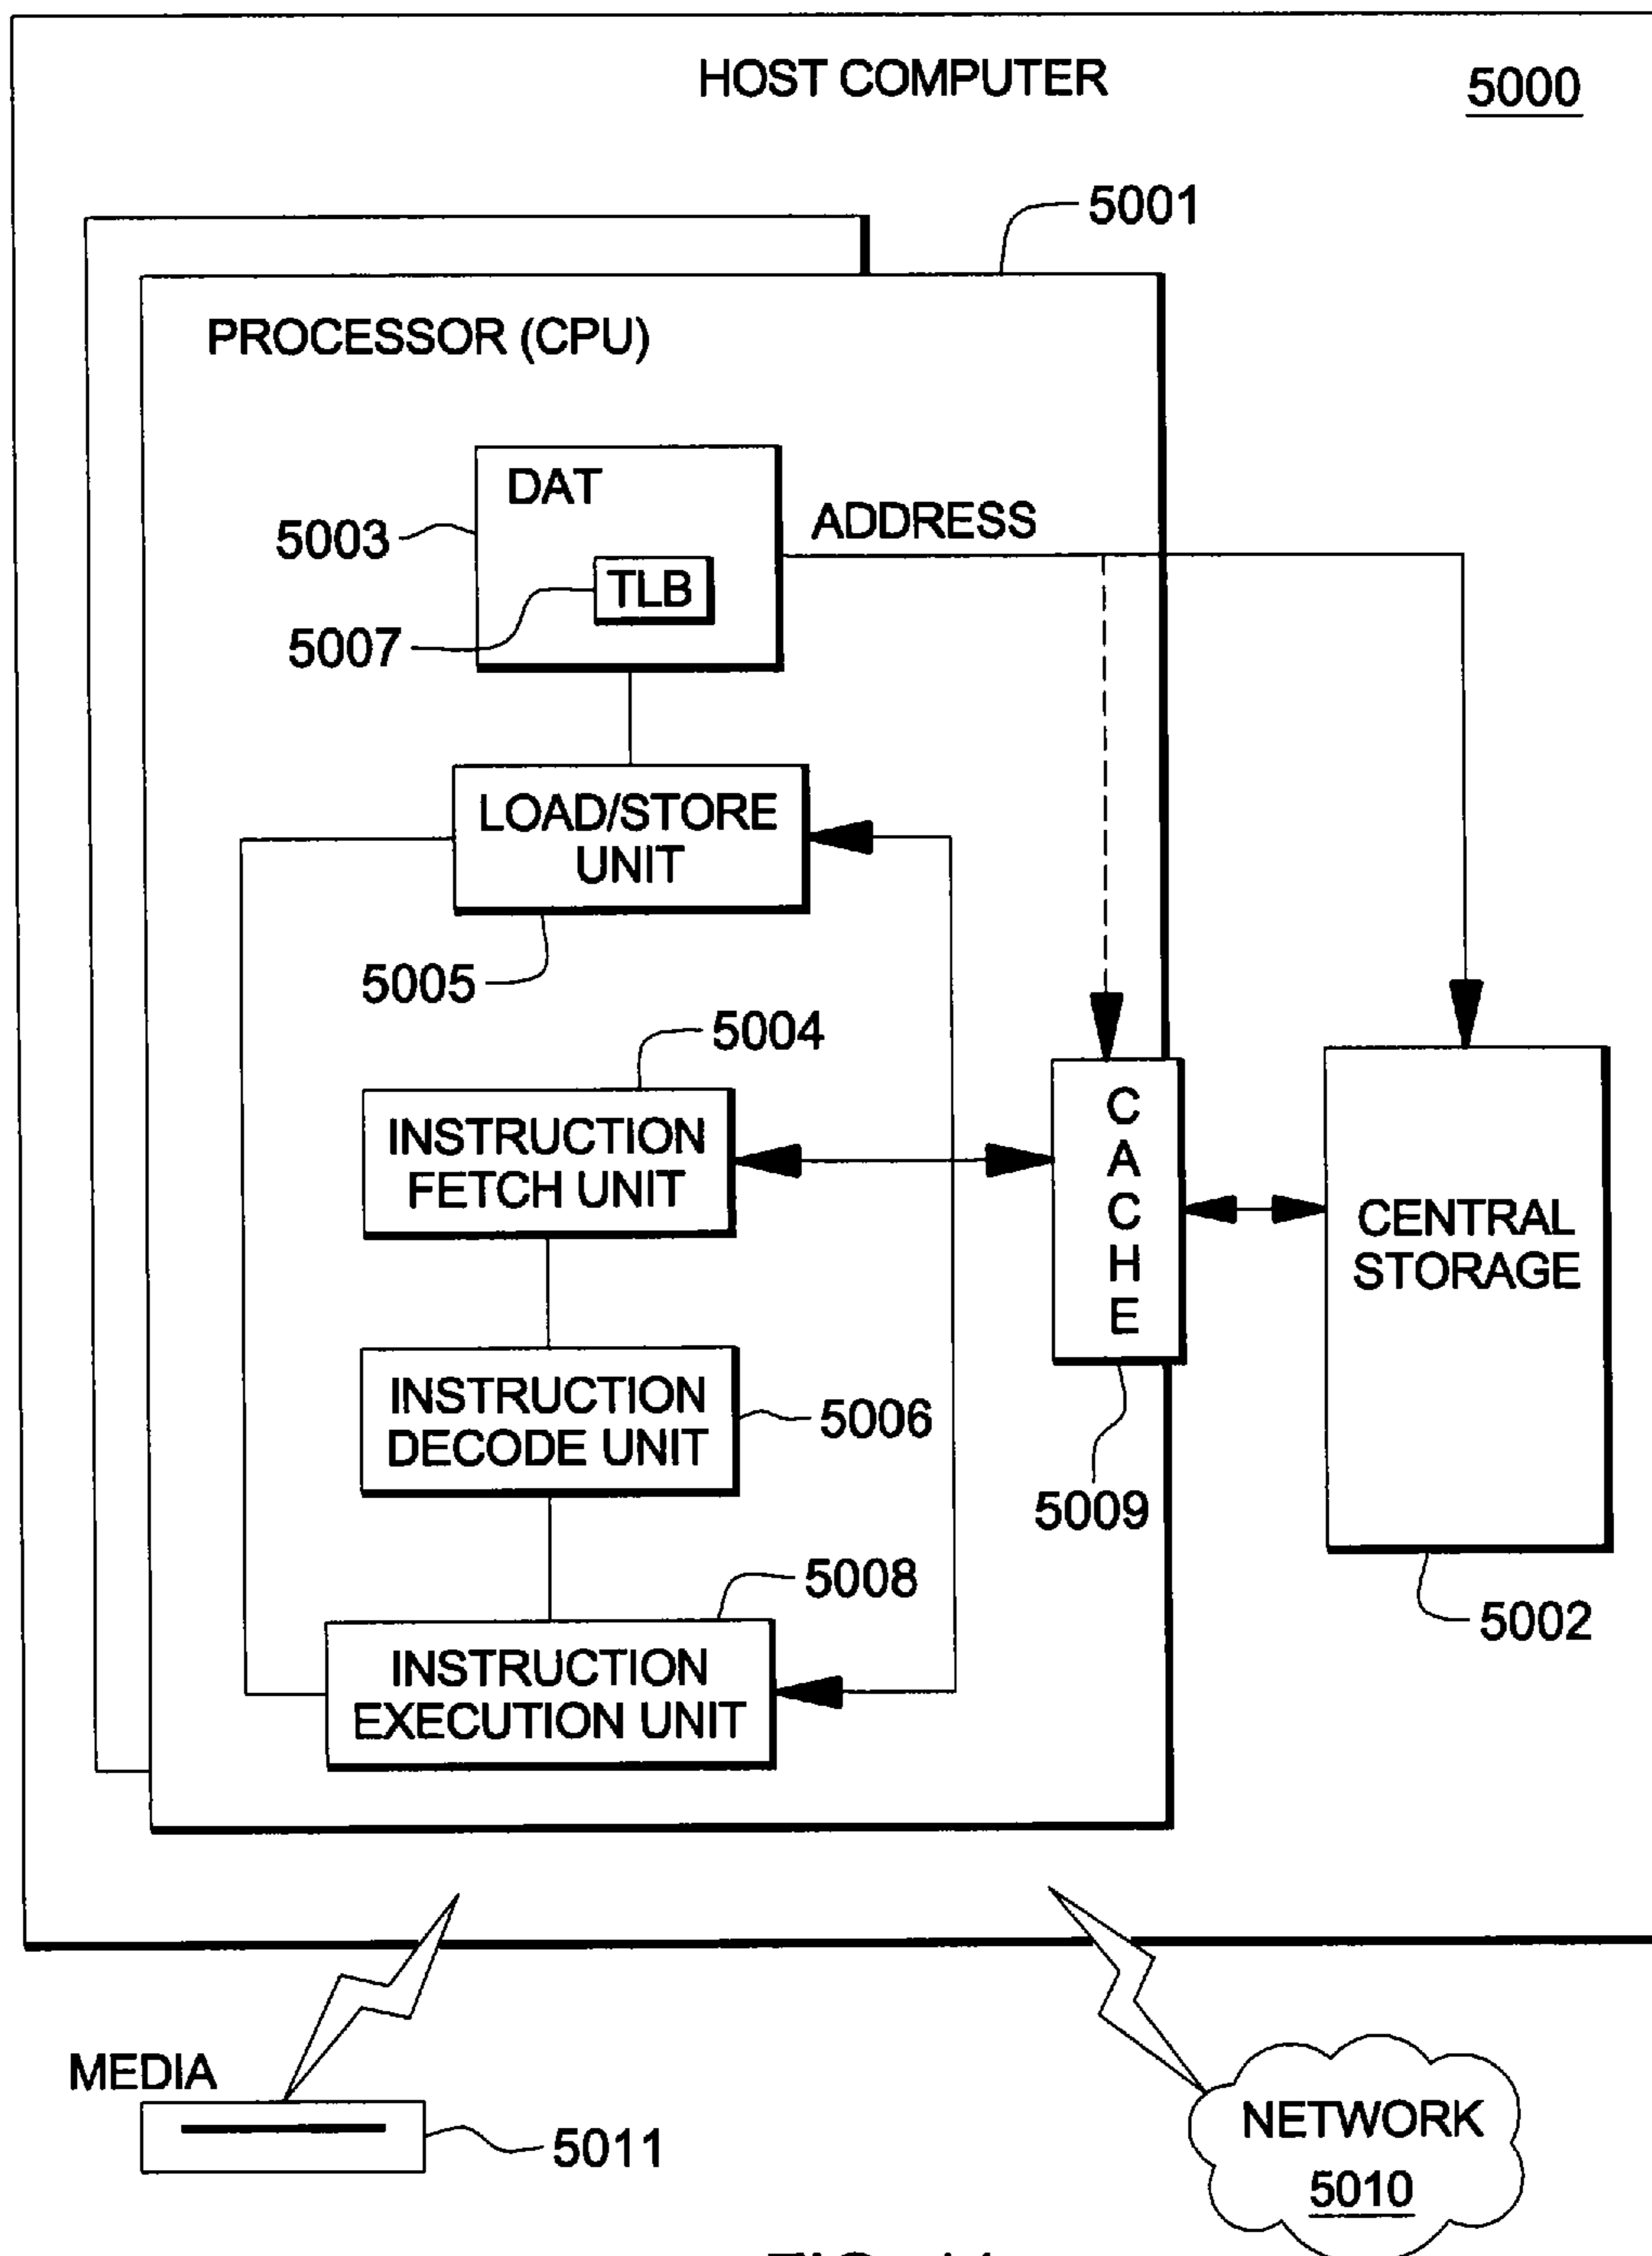 HOST COMPUTER
5000
5001
PROCESSOR (CPU)
DAT
ADDRESS
5003
TLB
5007
LOAD/STORE
UNIT
5005
5004
INSTRUCTION
FETCH UNIT
CACHE
CENTRAL
STORAGE
INSTRUCTION
DECODE UNIT
5006
5009
5008
5002
INSTRUCTION
EXECUTION UNIT
MEDIA
5011
NETWORK
5010